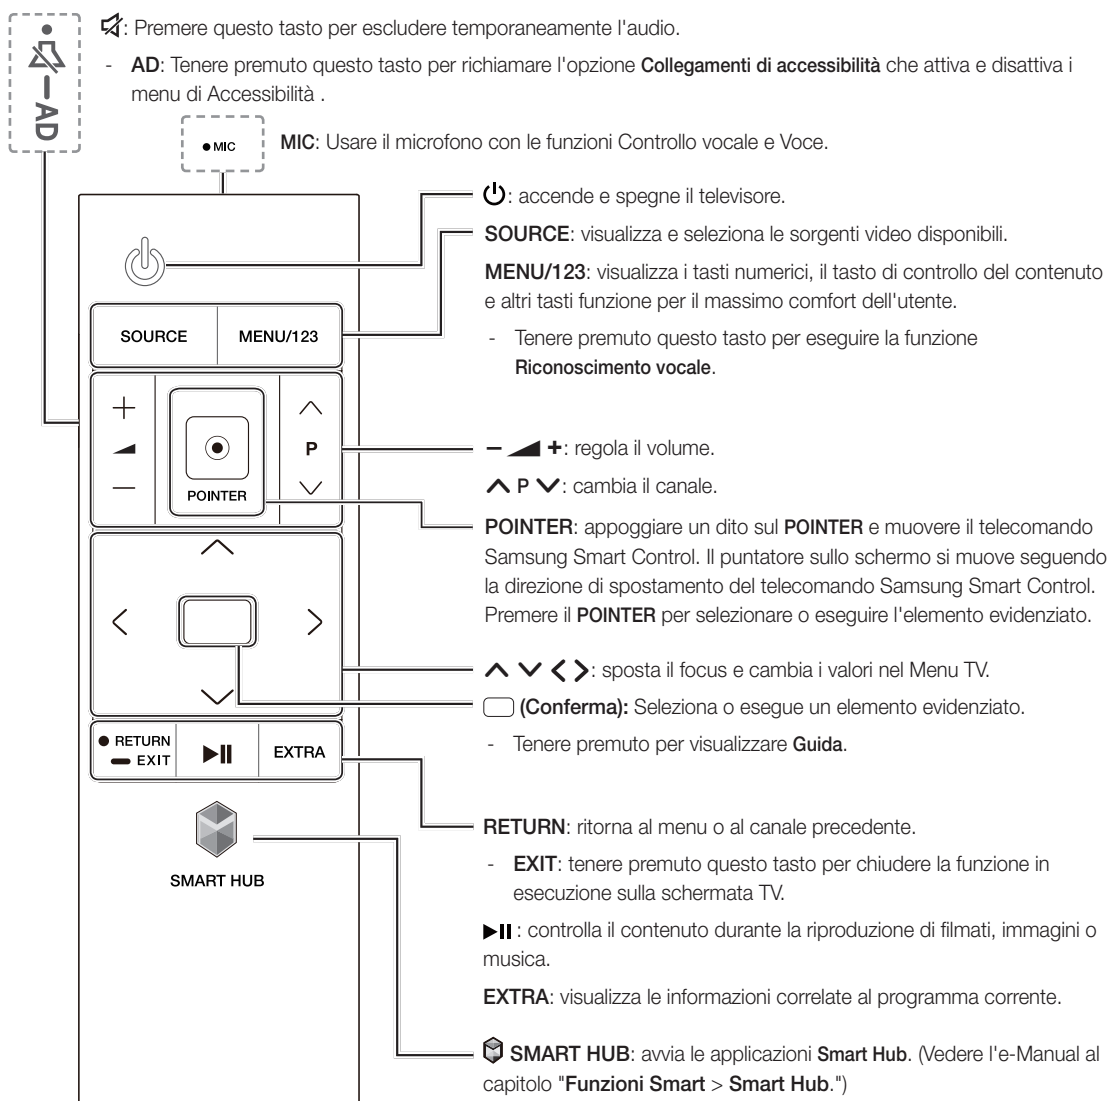 : Premere questo tasto per escludere temporaneamente l'audio.
- AD: Tenere premuto questo tasto per richiamare l'opzione Collegamenti di accessibilità che attiva e disattiva i
menu di Accessibilità .
AD
MIC
MIC: Usare il microfono con le funzioni Controllo vocale e Voce.
: accende e spegne il televisore.
SOURCE: visualizza e seleziona le sorgenti video disponibili.
MENU/123: visualizza i tasti numerici, il tasto di controllo del contenuto
e altri tasti funzione per il massimo comfort dell'utente.
- Tenere premuto questo tasto per eseguire la funzione
Riconoscimento vocale.
SOURCE
MENU/123
P
POINTER
− +: regola il volume.
P : cambia il canale.
POINTER: appoggiare un dito sul POINTER e muovere il telecomando
Samsung Smart Control. Il puntatore sullo schermo si muove seguendo
la direzione di spostamento del telecomando Samsung Smart Control.
Premere il POINTER per selezionare o eseguire l'elemento evidenziato.
: sposta il focus e cambia i valori nel Menu TV.
(Conferma): Seleziona o esegue un elemento evidenziato.
- Tenere premuto per visualizzare Guida.
RETURN
EXIT
EXTRA
SMART HUB
RETURN: ritorna al menu o al canale precedente.
- EXIT: tenere premuto questo tasto per chiudere la funzione in
esecuzione sulla schermata TV.
: controlla il contenuto durante la riproduzione di filmati, immagini o
musica.
EXTRA: visualizza le informazioni correlate al programma corrente.
SMART HUB: avvia le applicazioni Smart Hub. (Vedere l'e-Manual al
capitolo "Funzioni Smart > Smart Hub.")